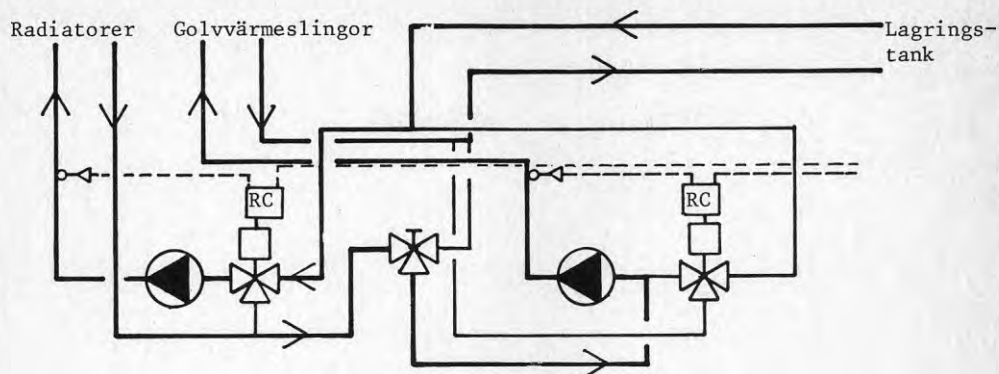 Radiatorer
Golvvärmeslingor
Lagrings-
tank
RC
RC